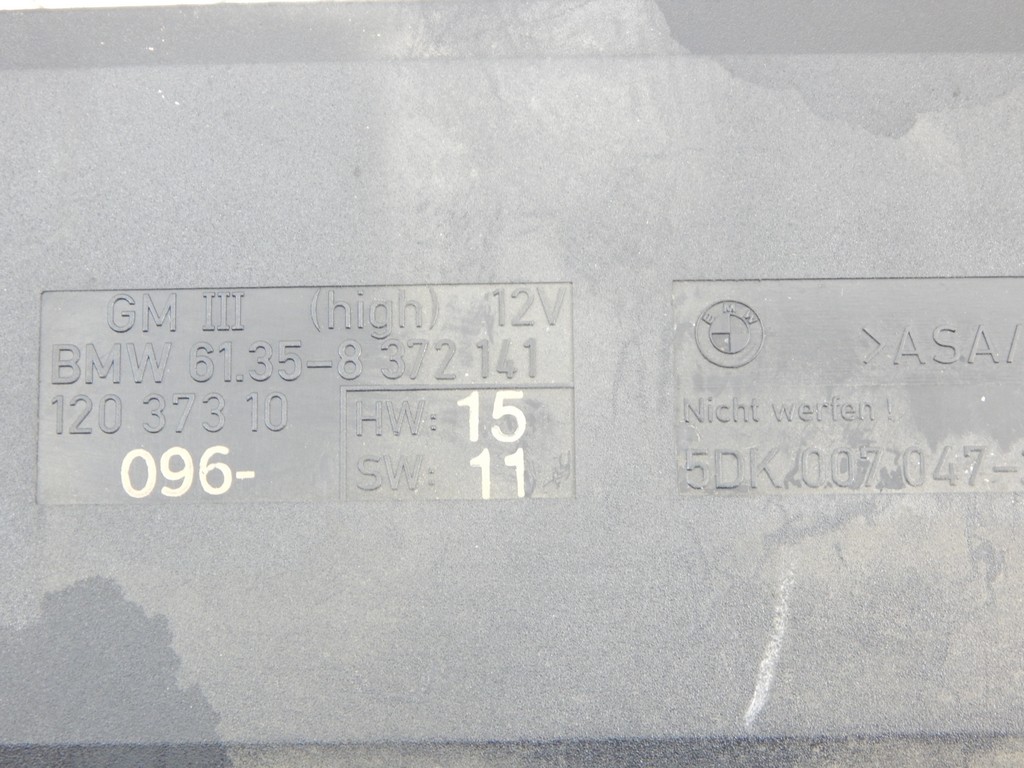 GM III (high) 12V
BMW 61.35-8 372 141
120 373 10
096-
HW: 15
SW: 11
BMW
>ASA/
Nicht werfen!
5DK 007 047-